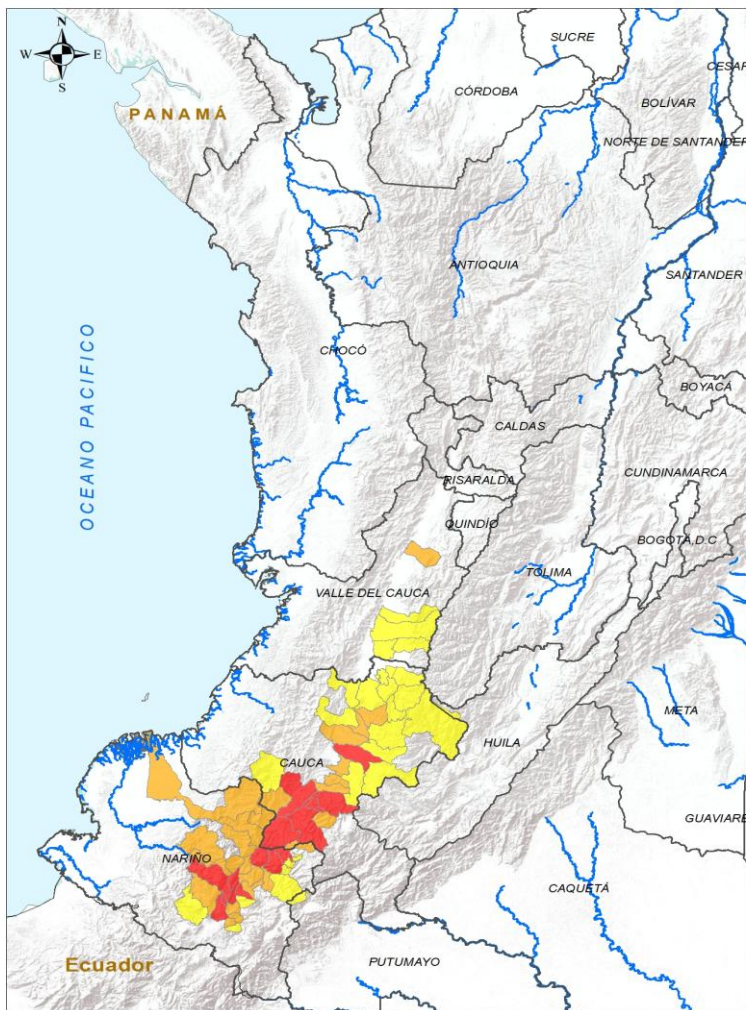 N
W E
S
SUCRE
CESAR
CÓRDOBA
BOLÍVAR
PANAMÁ
NORTE DE SANTANDER
ANTIOQUIA
SANTANDER
OCEANO PACIFICO
CHOCÓ
BOYACÁ
CALDAS
CUNDINAMARCA
RISARALDA
QUINDÍO
BOGOTÁ,D.C
TOLIMA
VALLE DEL CAUCA
META
HUILA
CAUCA
GUAVIARE
NARIÑO
CAQUETÁ
Ecuador
PUTUMAYO